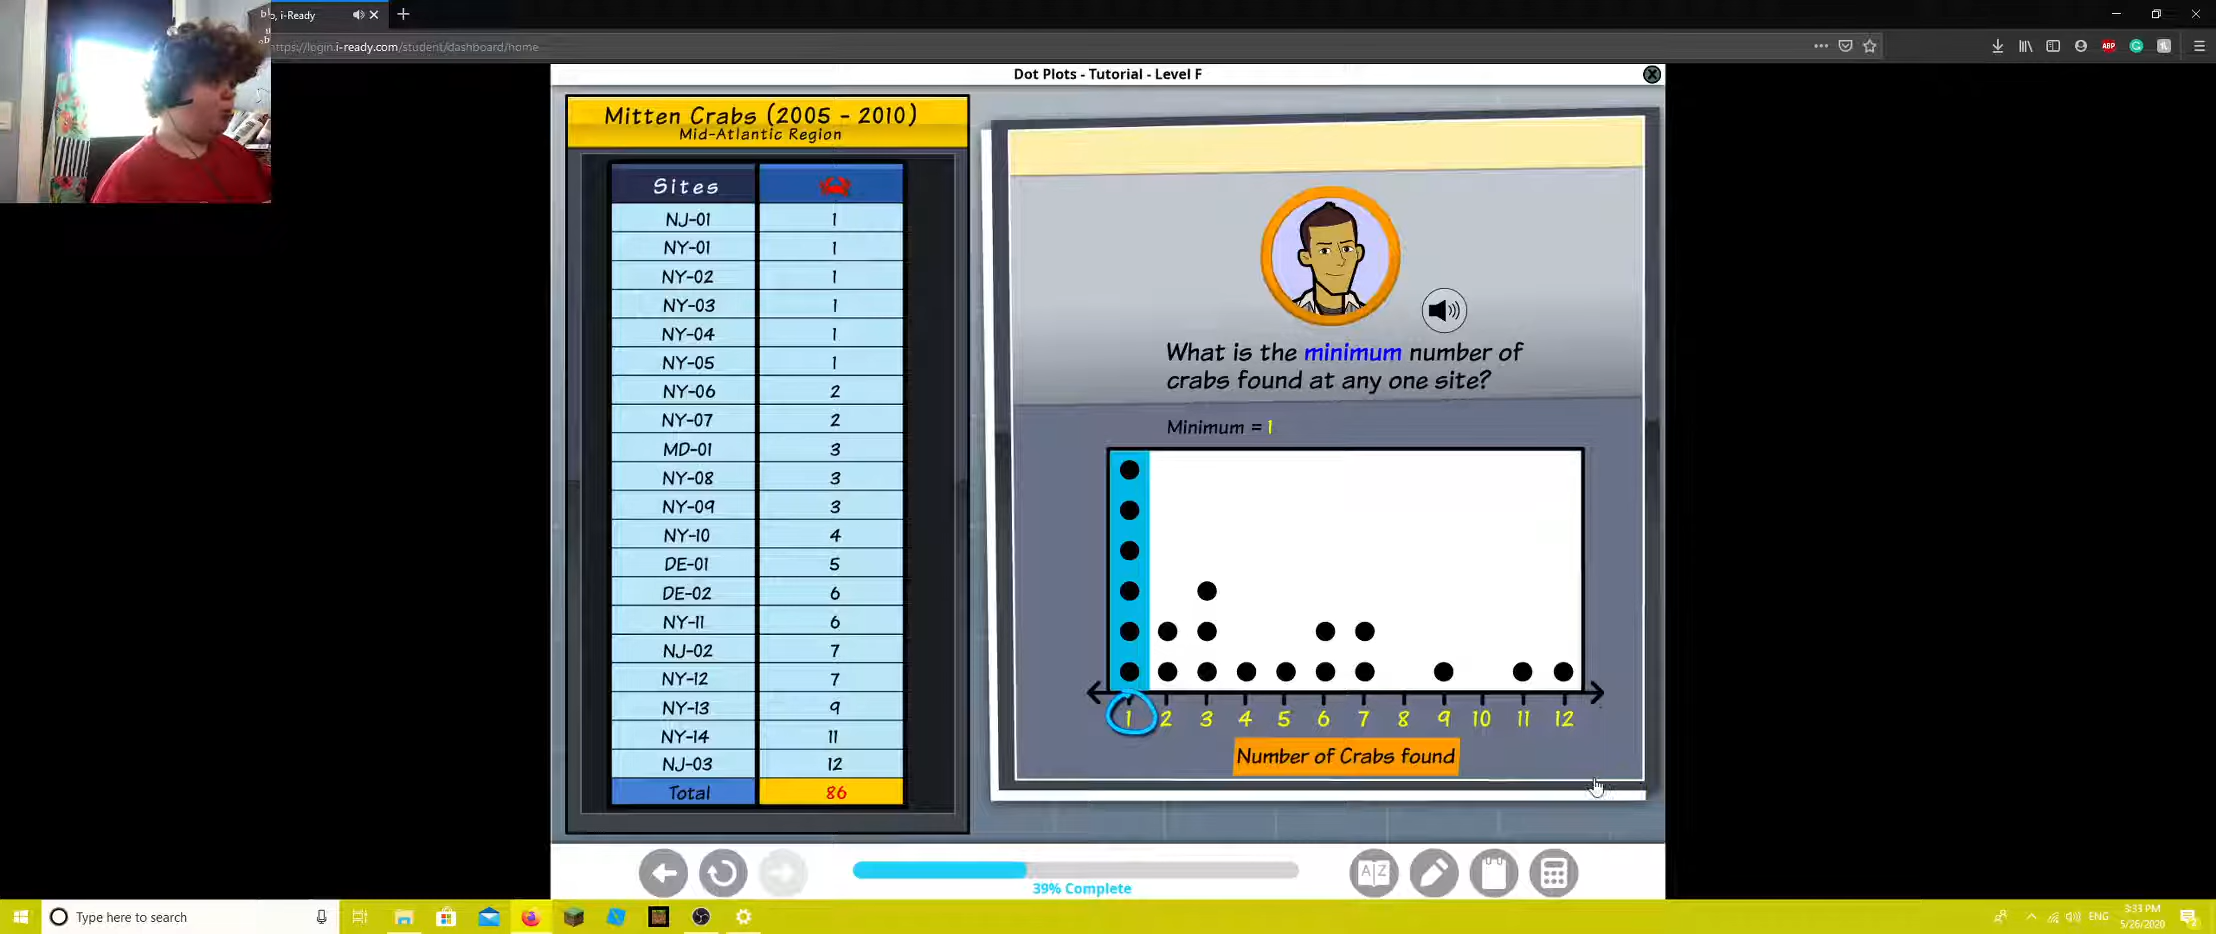 , i-Ready
https://login.i-ready.com/student/dashboard/home
ABP
Dot Plots - Tutorial - Level F
Mitten Crabs (2005 - 2010)
Mid-Atlantic Region
Sites
NJ-01 1
NY-01 1
NY-02 1
NY-03 1
NY-04 1
NY-05 1
NY-06 2
NY-07 2
MD-01 3
NY-08 3
NY-09 3
NY-10 4
DE-01 5
DE-02 6
NY-11 6
NJ-02 7
NY-12 7
NY-13 9
NY-14 11
NJ-03 12
Total 86
What is the minimum number of
crabs found at any one site?
Minimum = 1
1 2 3 4 5 6 7 8 9 10 11 12
Number of Crabs found
A Z
39% Complete
Type here to search
ENG
3:33 PM
5/26/2020